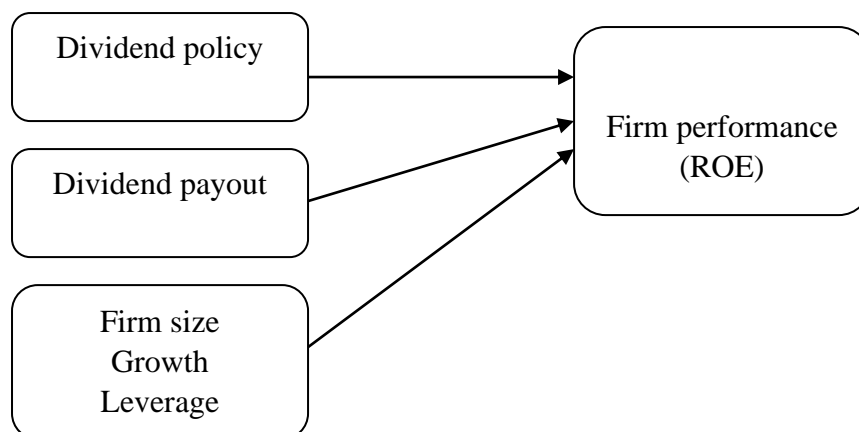 Dividend policy
Dividend payout
Firm size
Growth
Leverage
Firm performance
(ROE)